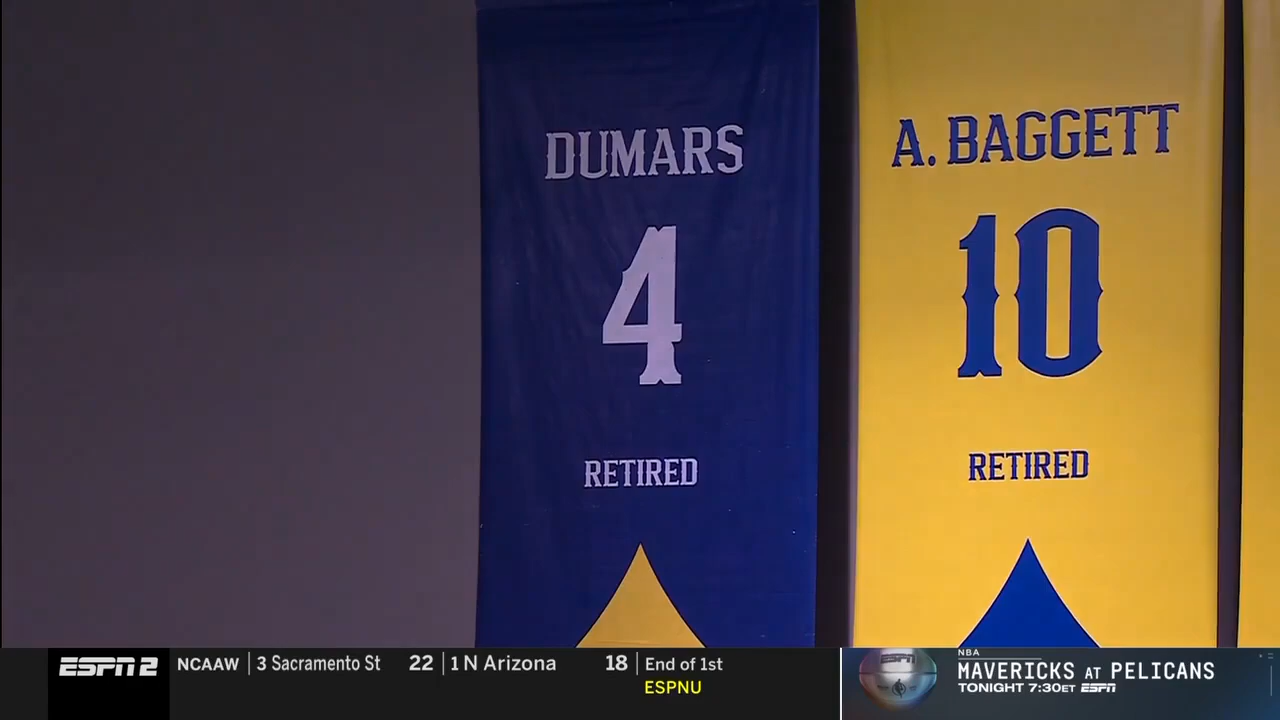 DUMARS
4
RETIRED
A. BAGGETT
10
RETIRED
ESPN2 NCAAW 3 Sacramento St 22 1 N Arizona 18 End of 1st
ESPNU
NBA
MAVERICKS AT PELICANS
TONIGHT 7:30ET ESPN